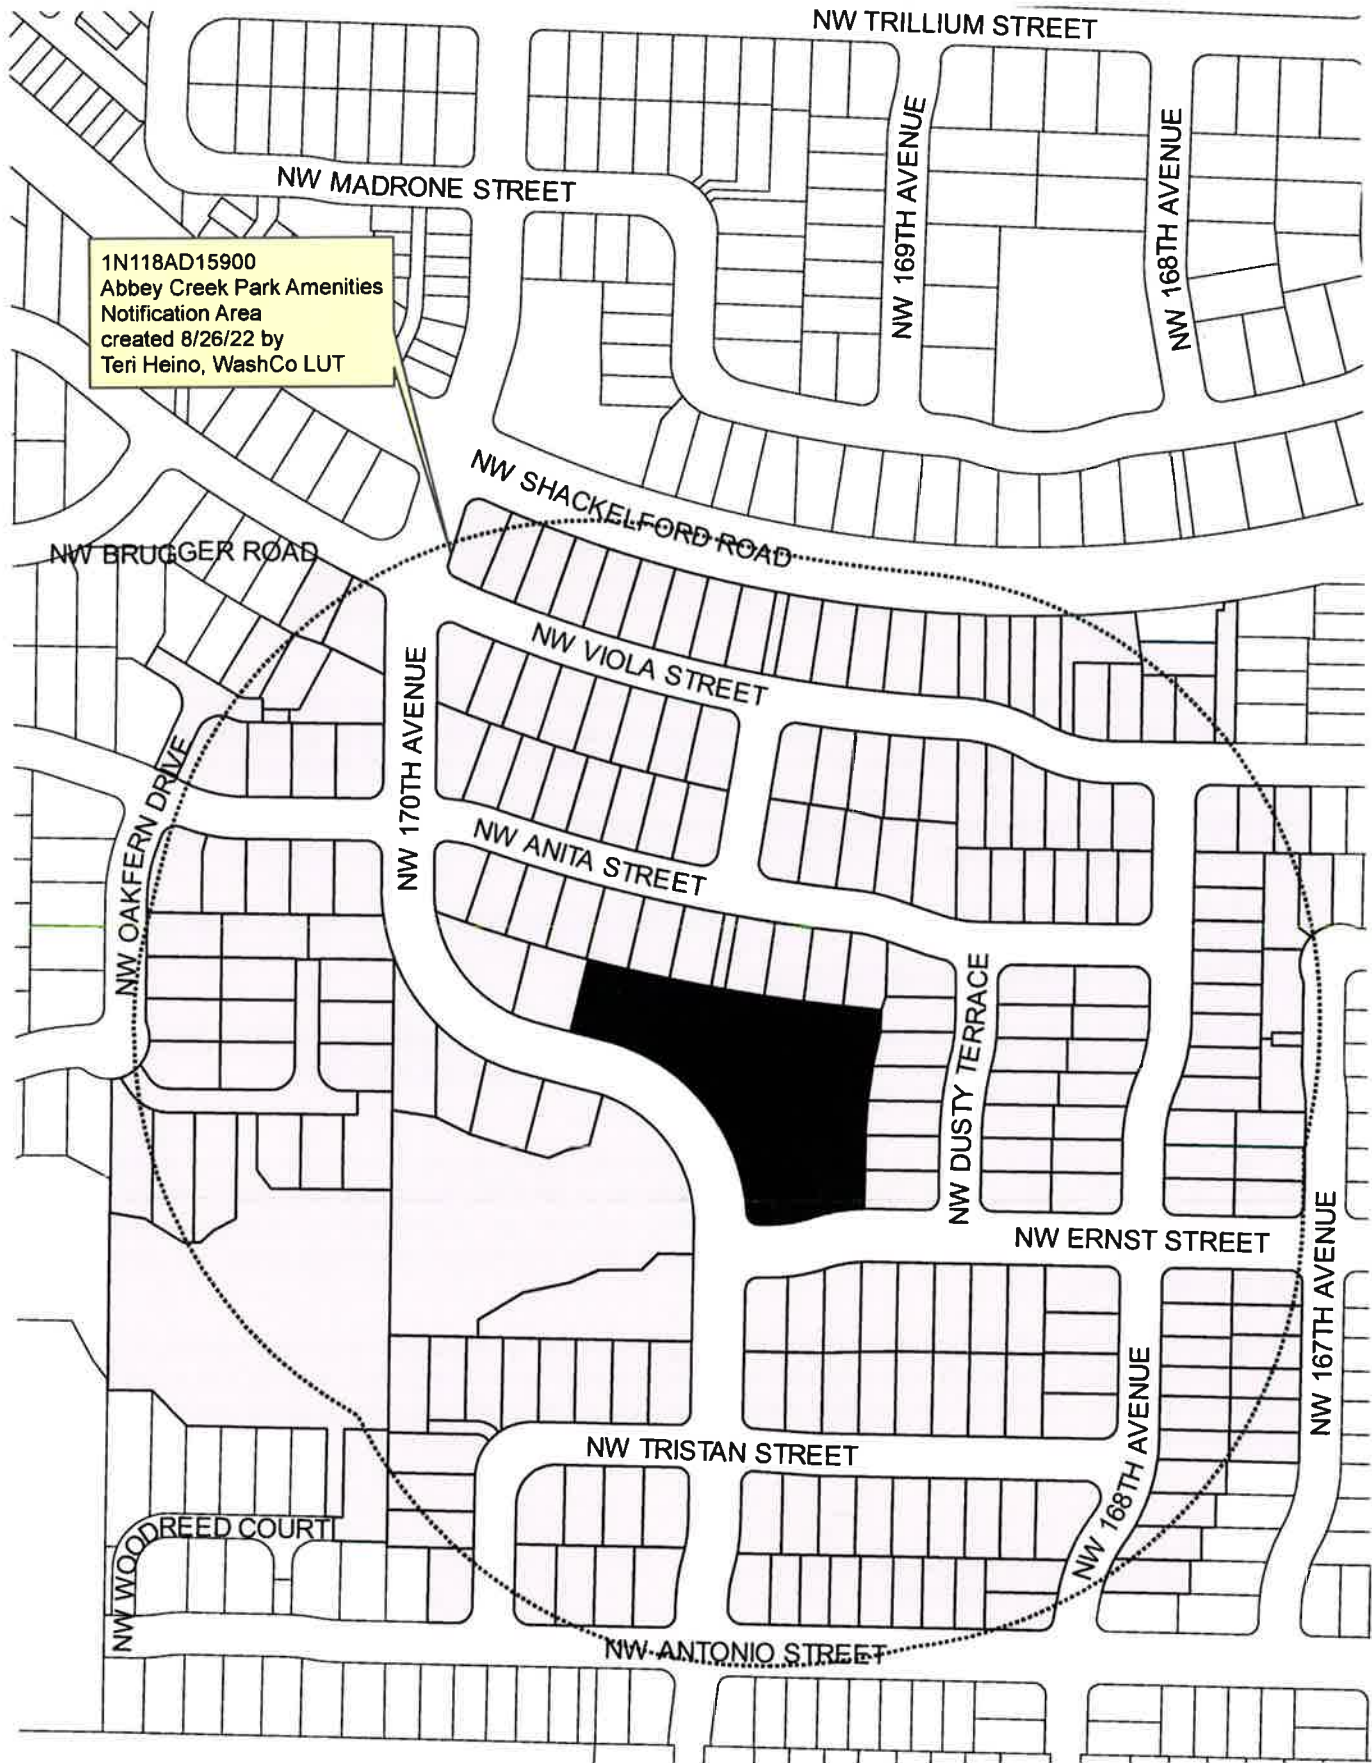 NW TRILLIUM STREET
NW MADRONE STREET
NW 169TH AVENUE
NW 168TH AVENUE
1N118AD15900
Abbey Creek Park Amenities
Notification Area
created 8/26/22 by
Teri Heino, WashCo LUT
NW SHACKELFORD ROAD
NW BRUGGER ROAD
NW VIOLA STREET
NW 170TH AVENUE
NW OAKFERN DRIVE
NW ANITA STREET
NW DUSTY TERRACE
NW ERNST STREET
NW 167TH AVENUE
NW 168TH AVENUE
NW TRISTAN STREET
NW 168TH AVENUE
NW WOODREED COURT
NW ANTONIO STREET